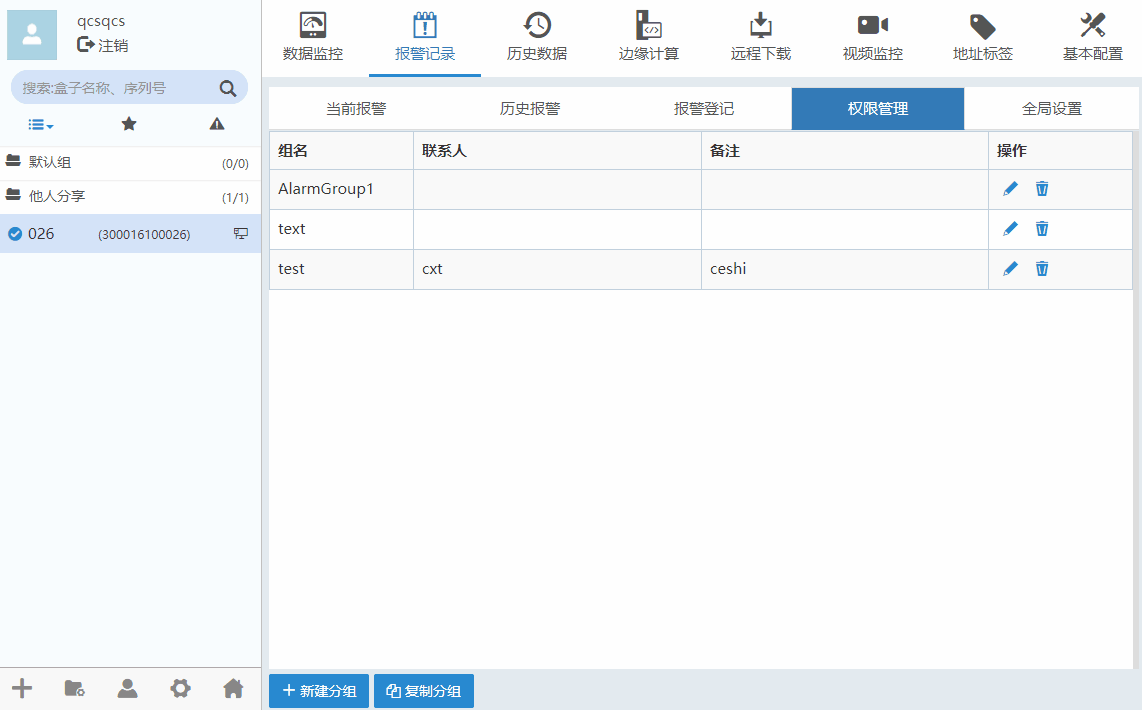 qcsqcs
注销
搜索:盒子名称、序列号
默认组 (0/0)
他人分享 (1/1)
026 (300016100026)
数据监控 报警记录 历史数据 边缘计算 远程下载 视频监控 地址标签 基本配置
当前报警 历史报警 报警登记 权限管理 全局设置
组名 联系人 备注 操作
AlarmGroup1
text
test cxt ceshi
新建分组 复制分组